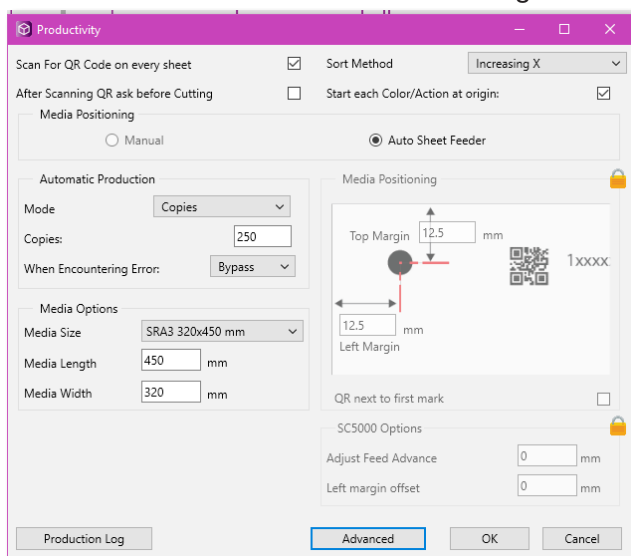 Productivity
Scan For QR Code on every sheet
Sort Method Increasing X
After Scanning QR ask before Cutting
Start each Color/Action at origin:
Media Positioning
Manual Auto Sheet Feeder
Automatic Production
Mode Copies
Copies: 250
When Encountering Error: Bypass
Media Options
Media Size SRA3 320x450 mm
Media Length 450 mm
Media Width 320 mm
Media Positioning
Top Margin 12.5 mm
1xxxx
12.5 mm
Left Margin
QR next to first mark
SC5000 Options
Adjust Feed Advance 0 mm
Left margin offset 0 mm
Production Log Advanced OK Cancel